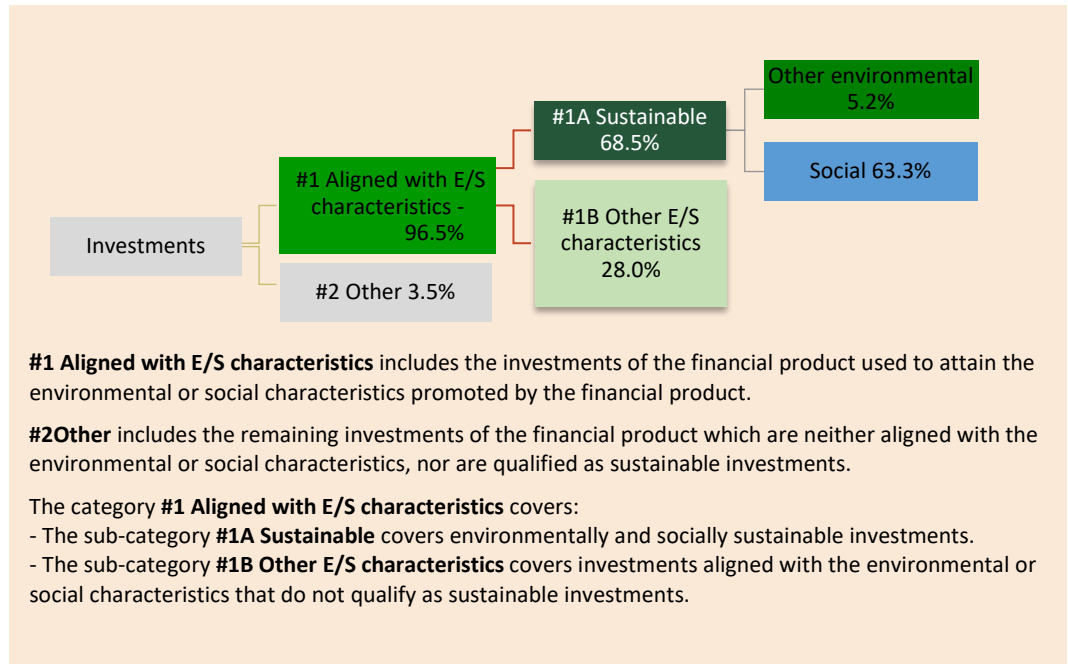 Other environmental
5.2%
#1A Sustainable
68.5%
Social 63.3%
#1 Aligned with E/S
characteristics -
96.5%
#1B Other E/S
characteristics
28.0%
Investments
#2 Other 3.5%
#1 Aligned with E/S characteristics includes the investments of the financial product used to attain the
environmental or social characteristics promoted by the financial product.
#2Other includes the remaining investments of the financial product which are neither aligned with the
environmental or social characteristics, nor are qualified as sustainable investments.
The category #1 Aligned with E/S characteristics covers:
- The sub-category #1A Sustainable covers environmentally and socially sustainable investments.
- The sub-category #1B Other E/S characteristics covers investments aligned with the environmental or
social characteristics that do not qualify as sustainable investments.